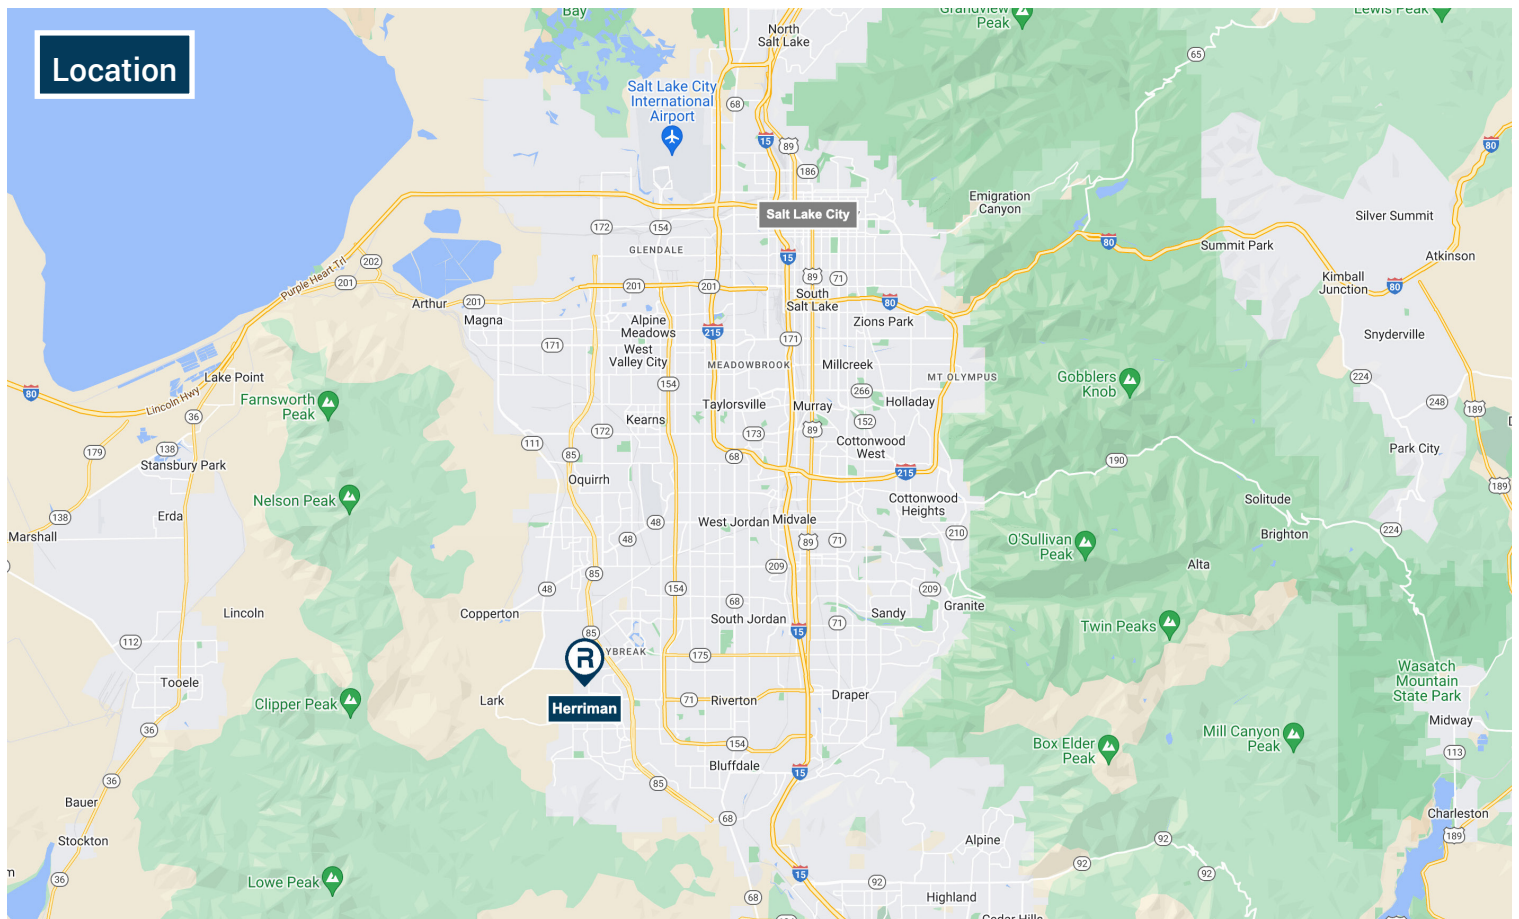 Bay
Grandview
Peak
Lewis Peak
North
Salt Lake
Location
65
Salt Lake City
International
Airport
68
15
89
80
186
Emigration
Canyon
Salt Lake City
Silver Summit
172
154
80
Summit Park
GLENDALE
15
Atkinson
202
Purple Heart Trl
201
89
71
Kimball
Junction
80
201
201
South
Salt Lake
80
Arthur
201
Magna
Alpine
Meadows
Zions Park
215
171
171
Snyderville
West
Valley City
MEADOWBROOK
Millcreek
Lake Point
MT OLYMPUS
Gobblers
Knob
224
154
80
Lincoln Hwy
266
Farnsworth
Peak
Taylorsville
Murray
Holladay
248
189
36
Kearns
152
172
173
89
111
Cottonwood
West
Park City
179
138
85
68
190
Stansbury Park
215
Oquirrh
189
Nelson Peak
Cottonwood
Heights
Solitude
138
Erda
48
West Jordan
Midvale
210
224
Marshall
48
89
71
O'Sullivan
Peak
Brighton
209
Alta
85
48
154
209
68
Granite
Lincoln
Copperton
South Jordan
71
Sandy
15
85
Twin Peaks
112
R
YBREAK
175
Wasatch
Mountain
State Park
Tooele
Clipper Peak
Lark
Herriman
71
Riverton
Draper
36
Midway
154
Box Elder
Peak
Mill Canyon
Peak
113
Bluffdale
15
36
85
Bauer
68
Charleston
Stockton
Alpine
92
189
92
m
36
Lowe Peak
15
92
92
68
Highland
Cedar Hills